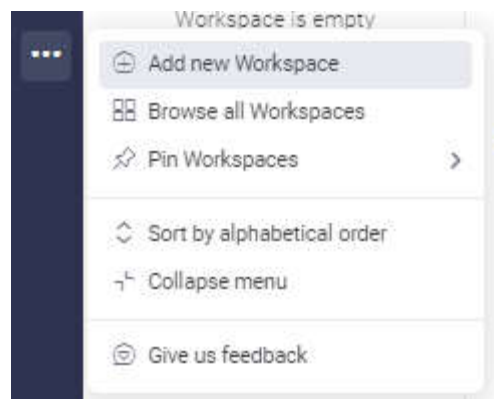 Workspace is empty
Add new Workspace
Browse all Workspaces
Pin Workspaces
Sort by alphabetical order
Collapse menu
Give us feedback